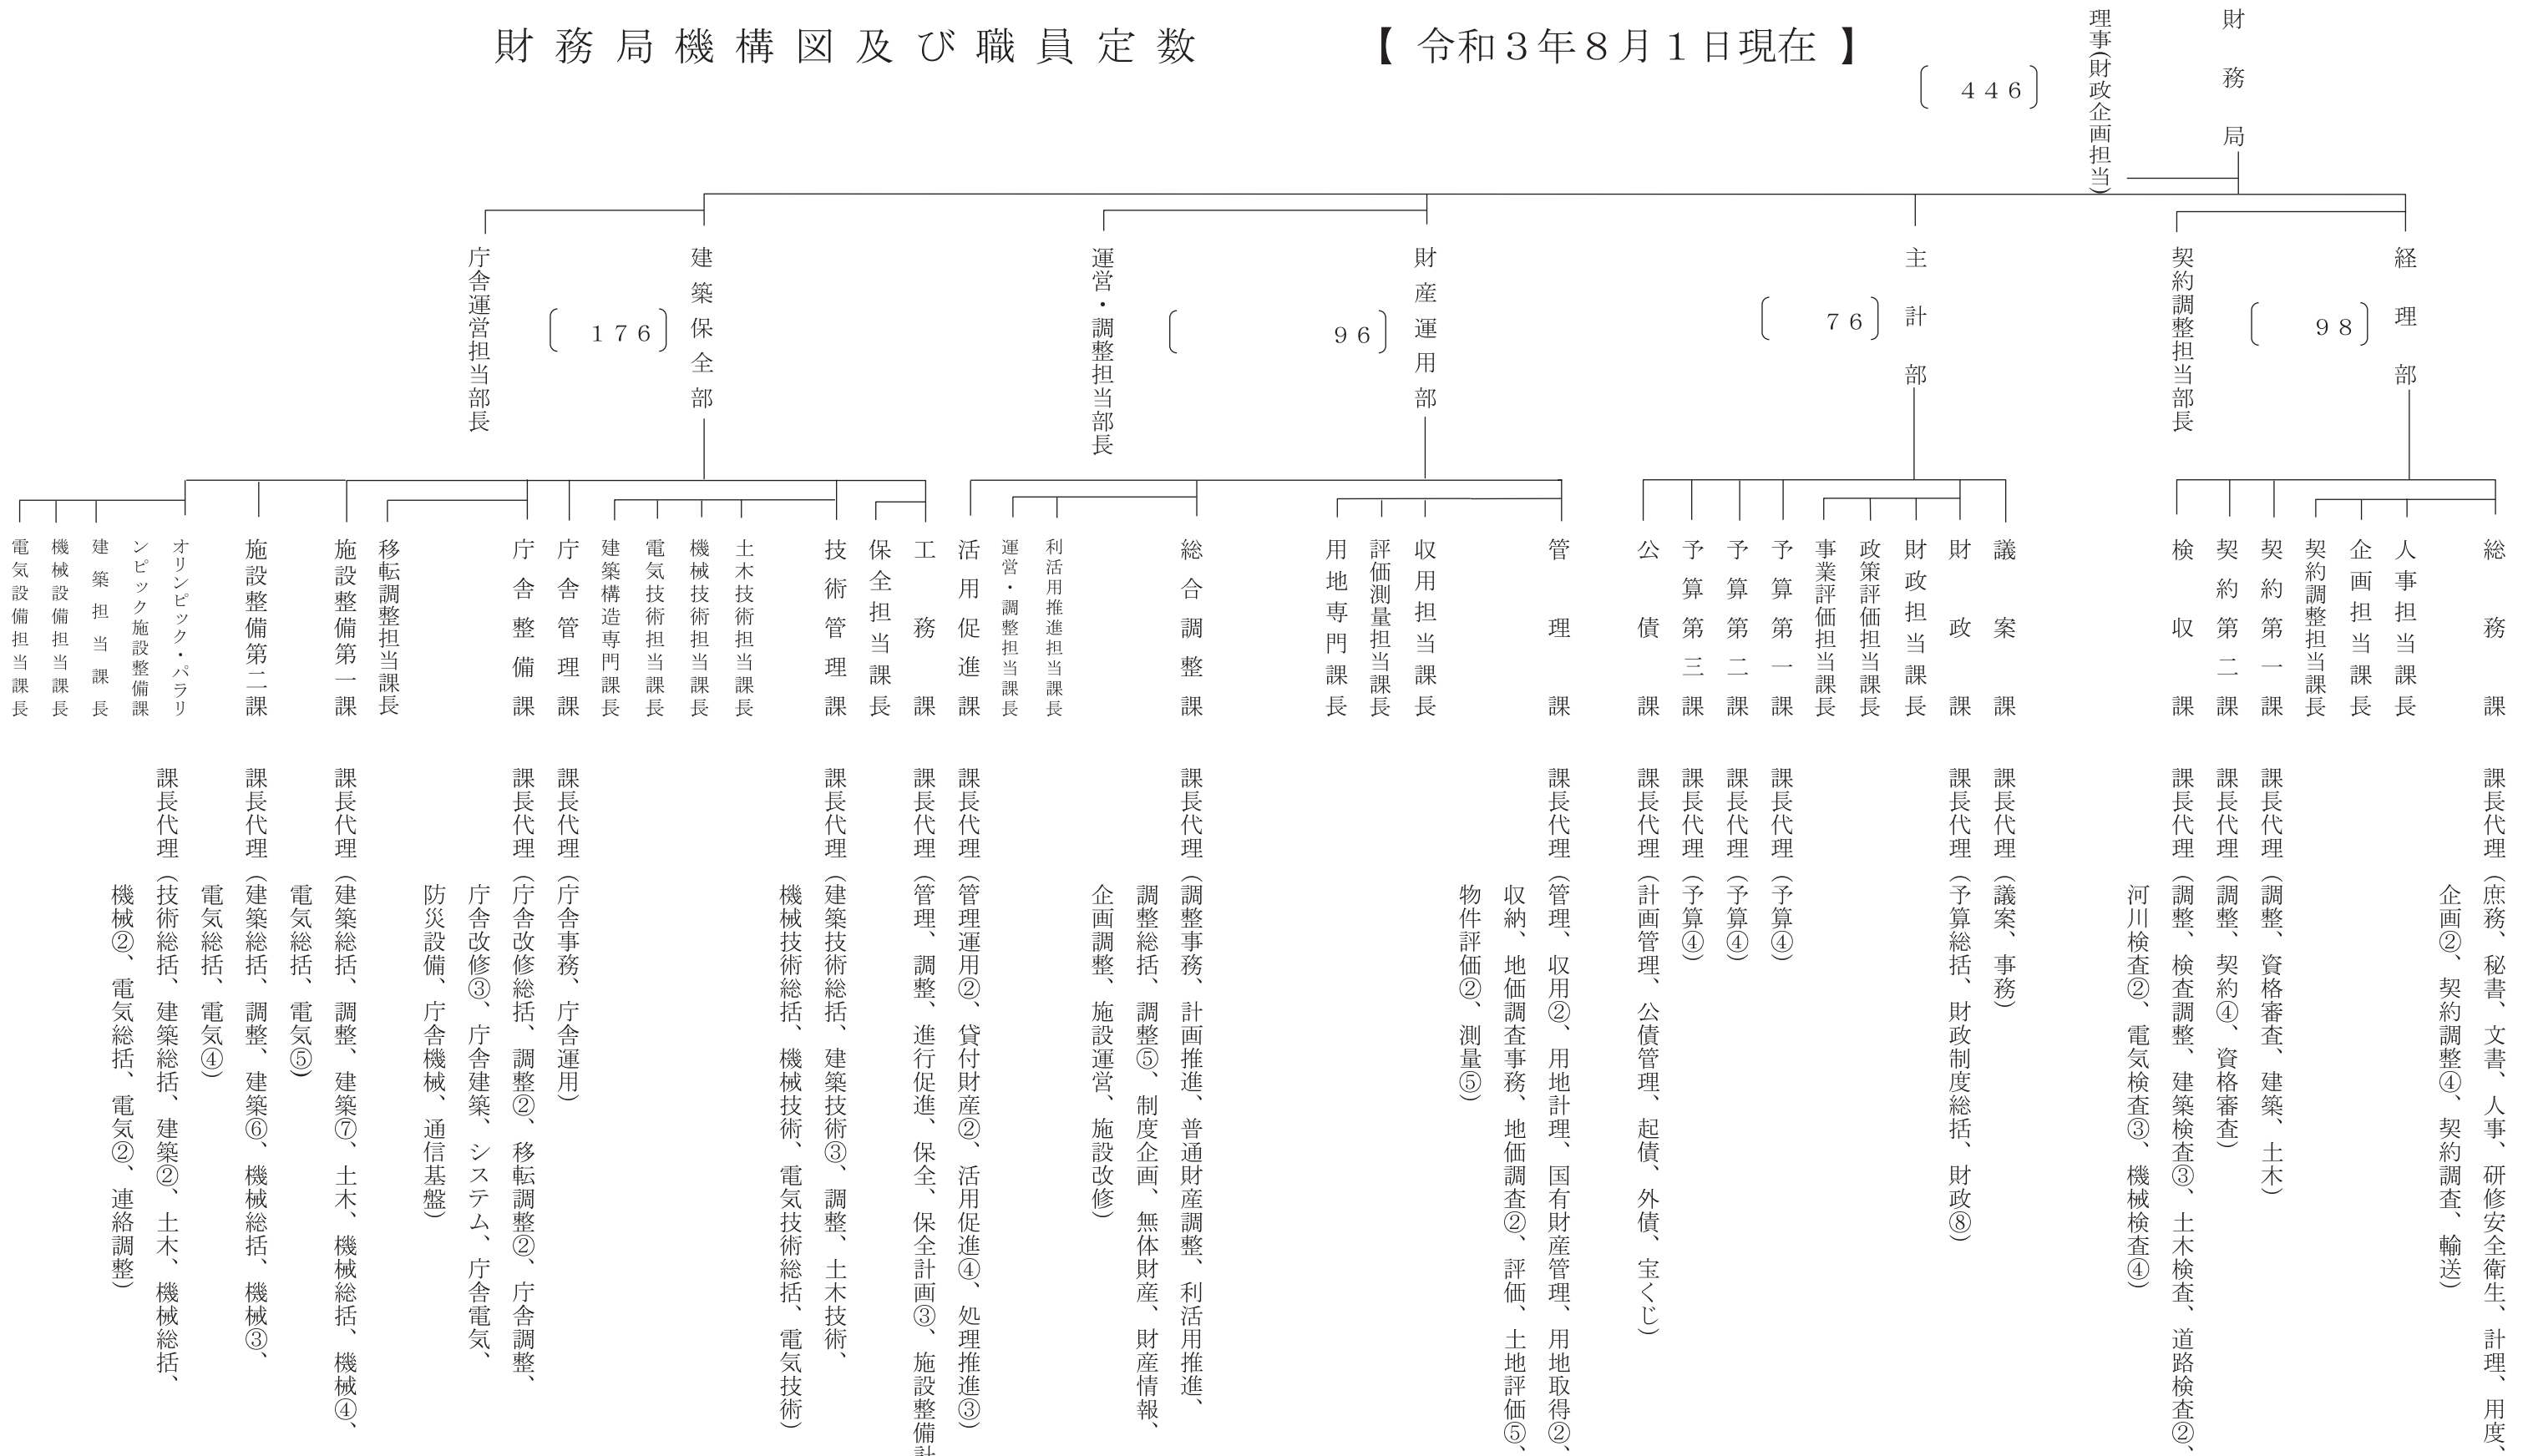 財務局機構図及び職員定数
【 令和３年８月１日現在 】
財務局
理事(財政企画担当)
４４６
経理部
９８
契約調整担当部長
主計部
７６
財産運用部
９６
運営・調整担当部長
建築保全部
１７６
庁舎運営担当部長
総務課
人事担当課長
企画担当課長
契約調整担当課長
契約第一課
契約第二課
検収課
議案課
財政課
財政担当課長
政策評価担当課長
事業評価担当課長
予算第一課
予算第二課
予算第三課
公債課
管理課
収用担当課長
評価測量担当課長
用地専門課長
総合調整課
利活用推進担当課長
運営・調整担当課長
活用促進課
工務課
保全担当課長
技術管理課
土木技術担当課長
機械技術担当課長
電気技術担当課長
建築構造専門課長
庁舎管理課
庁舎整備課
移転調整担当課長
施設整備第一課
施設整備第二課
オリンピック・パラリ
ンピック施設整備課
建築担当課長
機械設備担当課長
電気設備担当課長
課長代理(庶務、秘書、文書、人事、研修安全衛生、計理、用度、
企画②、契約調整④、契約調査、輸送)
課長代理(調整、資格審査、建築、土木)
課長代理(調整、契約④、資格審査)
課長代理(調整、検査調整、建築検査③、土木検査、道路検査②、
河川検査②、電気検査③、機械検査④)
課長代理(議案、事務)
課長代理(予算総括、財政制度総括、財政⑧)
課長代理(予算④)
課長代理(予算④)
課長代理(予算④)
課長代理(計画管理、公債管理、起債、外債、宝くじ)
課長代理(管理、収用②、用地計理、国有財産管理、用地取得②、
収納、地価調査事務、地価調査②、評価、土地評価⑤、
物件評価②、測量⑤)
課長代理(調整事務、計画推進、普通財産調整、利活用推進、
調整総括、調整⑤、制度企画、無体財産、財産情報、
企画調整、施設運営、施設改修)
課長代理(管理運用②、貸付財産②、活用促進④、処理推進③)
課長代理(管理、調整、進行促進、保全、保全計画③、施設整備計
課長代理(建築技術総括、建築技術③、調整、土木技術、
機械技術総括、機械技術、電気技術総括、電気技術)
課長代理(庁舎事務、庁舎運用)
課長代理(庁舎改修総括、調整②、移転調整②、庁舎調整、
庁舎改修③、庁舎建築、システム、庁舎電気、
防災設備、庁舎機械、通信基盤)
課長代理(建築総括、調整、建築⑦、土木、機械総括、機械④、
電気総括、電気⑤)
課長代理(建築総括、調整、建築⑥、機械総括、機械③、
電気総括、電気④)
課長代理(技術総括、建築総括、建築②、土木、機械総括、
機械②、電気総括、電気②、連絡調整)